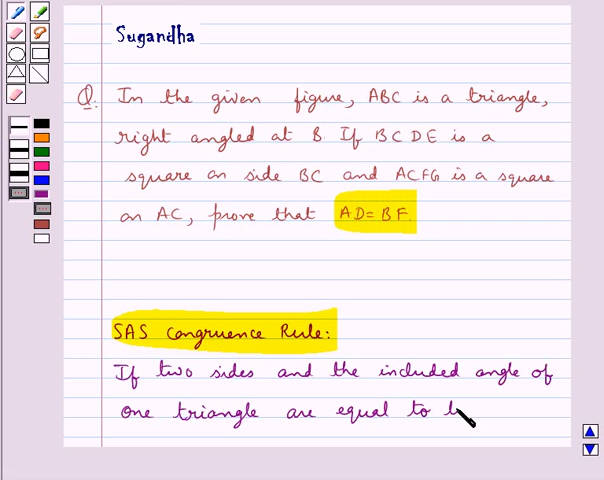 Sugandha
Q. In the given figure, ABC is a triangle,
right angled at B. If BCDE is a
square on side BC and ACFG is a square
on AC, prove that AD = BF.
SAS Congruence Rule:
If two sides and the included angle of
one triangle are equal to